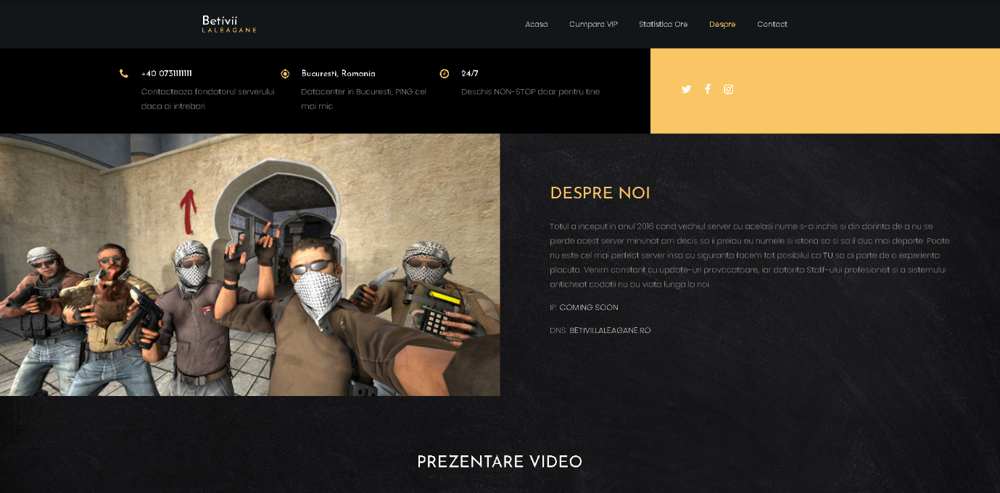 Betivii
LALEAGANE
Acasa
Cumpara VIP
Statistica Ore
Despre
Contact
+40 0731111111
Contacteaza fondatorul serverului
daca ai intrebari
Bucuresti, Romania
Datacenter in Bucuresti, PING cel
mai mic
24/7
Deschis NON-STOP doar pentru tine
DESPRE NOI
Totul a inceput in anul 2016 cand vechiul server cu acelasi nume s-a inchis si din dorinta de a nu se
pierde acest server minunat am decis sa ii preiau eu numele si istoria sa si sa il duc mai departe. Poate
nu este cel mai perfect server insa cu siguranta facem tot posibilul ca TU sa ai parte de o experienta
placuta. Venim constant cu update-uri provocatoare, iar datorita Staff-ului profesionist si a sistemului
anticheat codatii nu au viata lunga la noi.
IP: COMING SOON
DNS: BETIVII.LALEAGANE.RO
PREZENTARE VIDEO